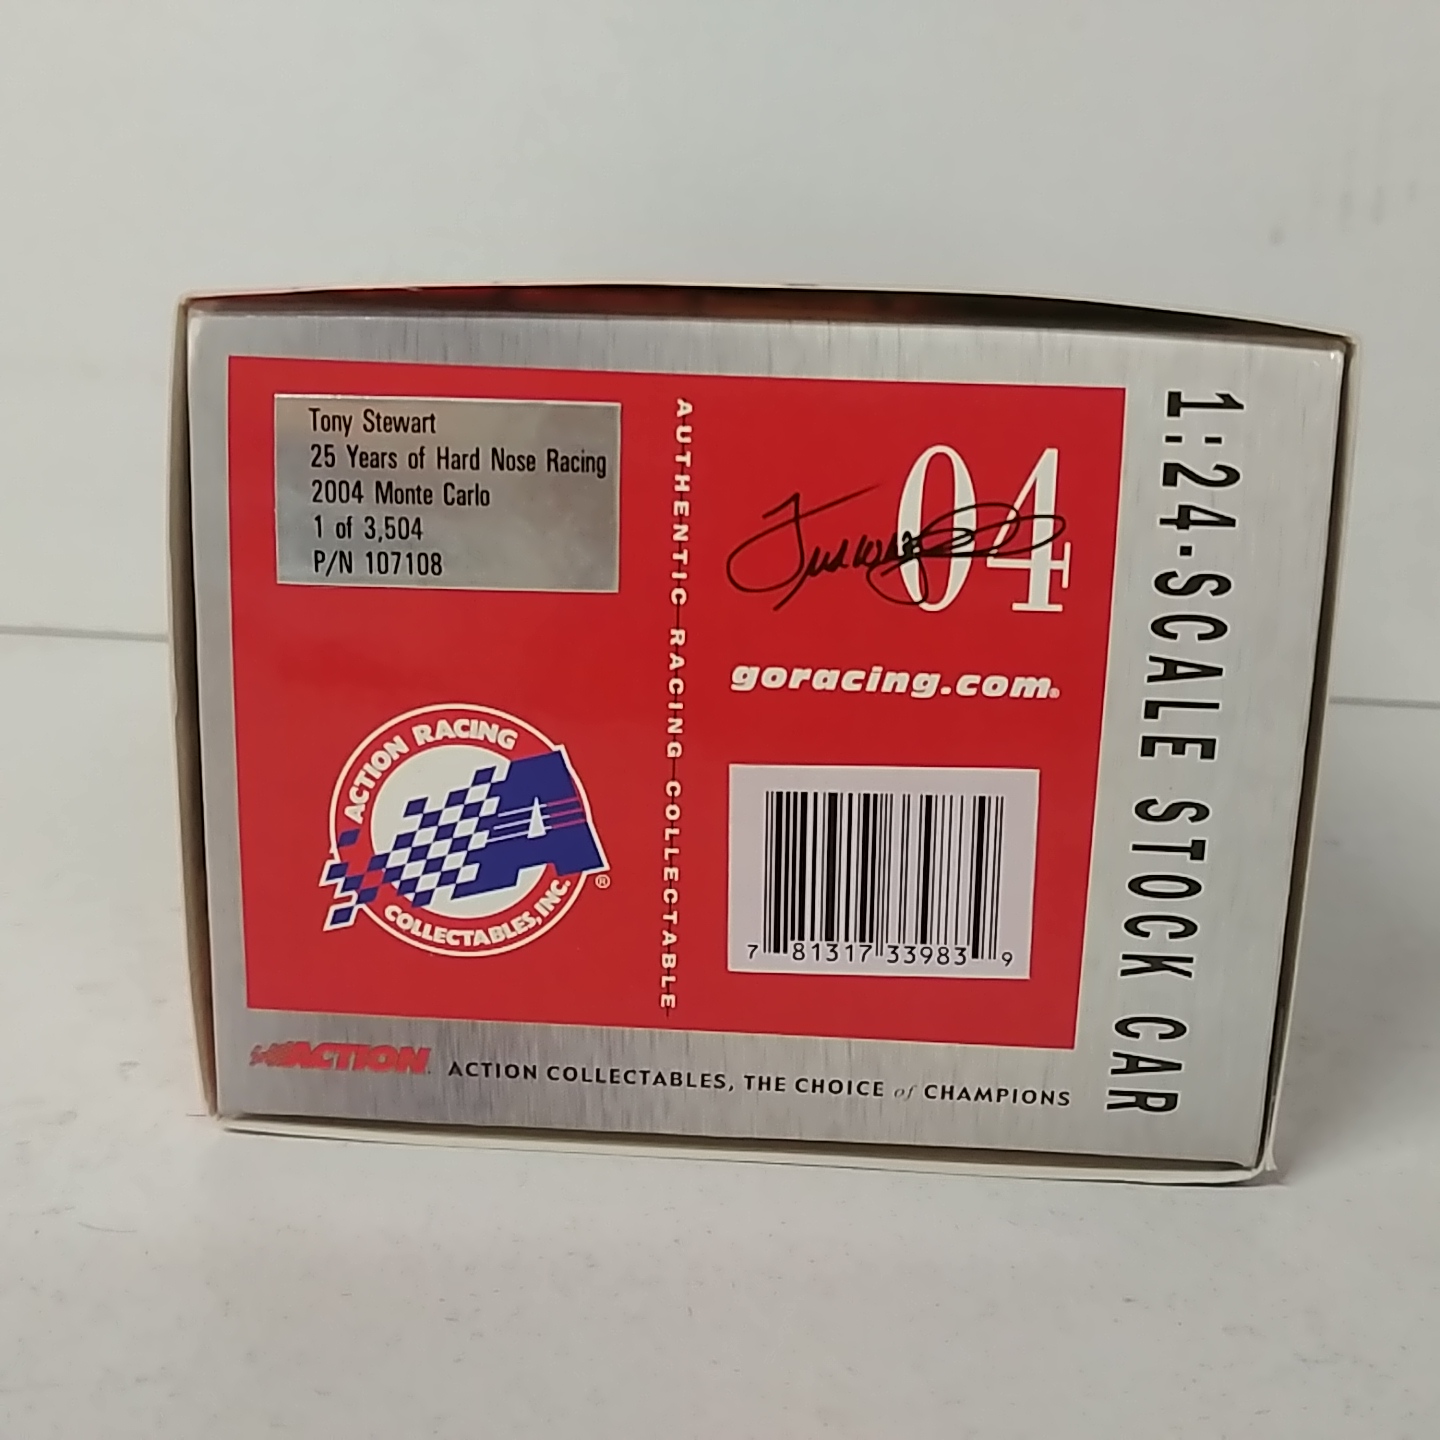 Tony Stewart
25 Years of Hard Nose Racing
2004 Monte Carlo
1 of 3,504
P/N 107108
ACTION RACING
COLLECTABLES, INC.
®
AUTHENTIC RACING COLLECTABLE
04
goracing.com®
7 81317 33983 9
1:24-SCALE STOCK CAR
ACTION
ACTION COLLECTABLES, THE CHOICE of CHAMPIONS